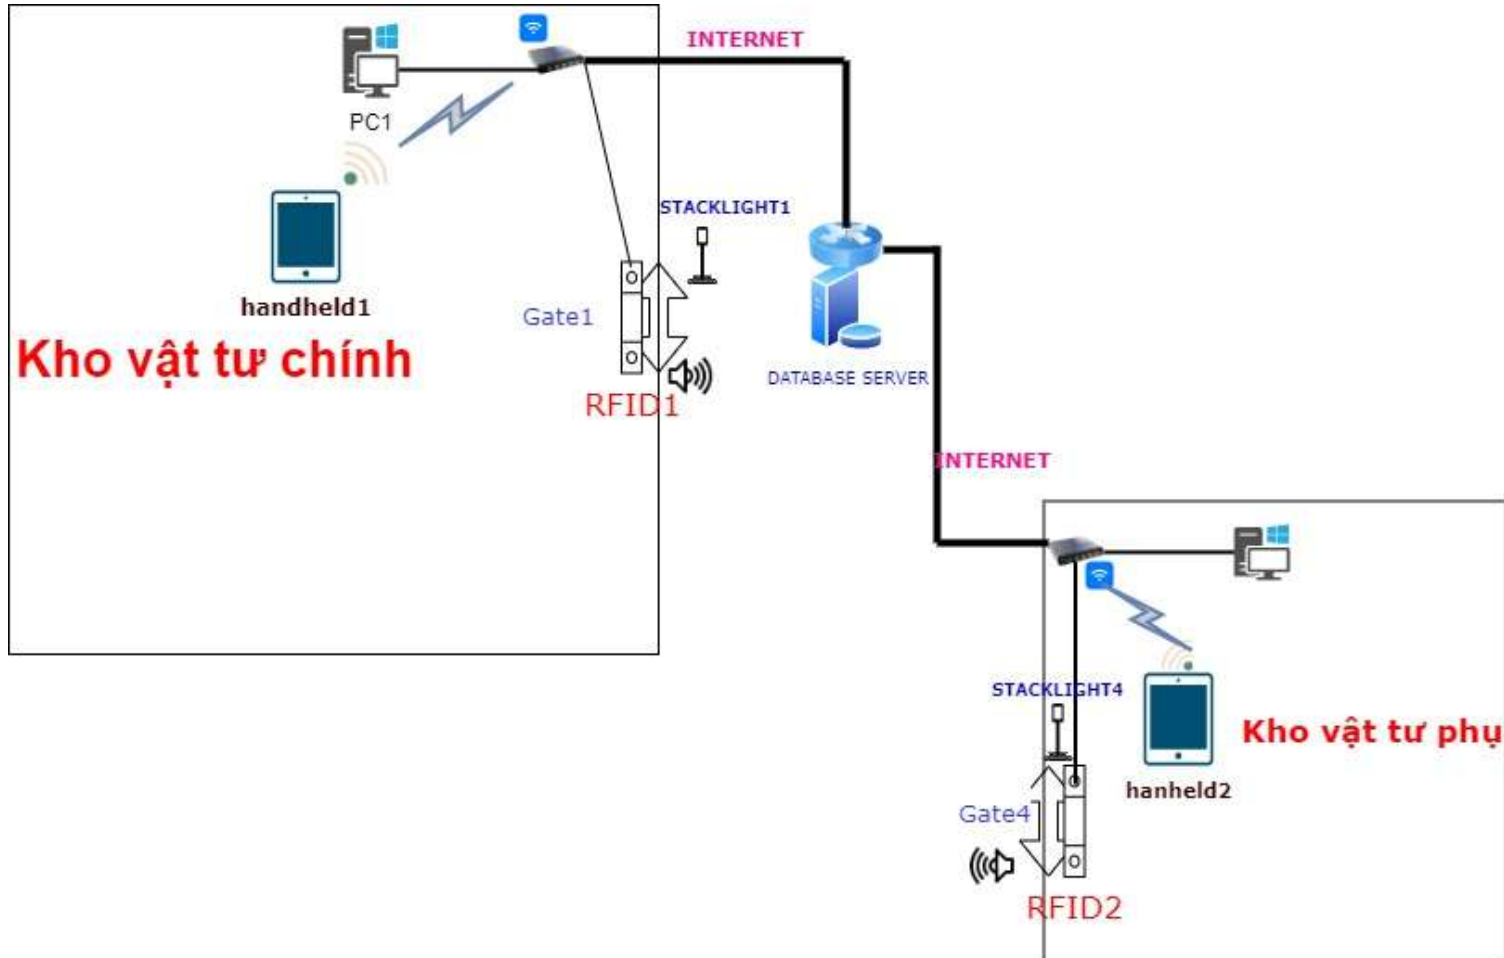 INTERNET
PC1
STACKLIGHT1
handheld1
Gate1
Kho vật tư chính
DATABASE SERVER
RFID1
INTERNET
STACKLIGHT4
Kho vật tư phụ
hanheld2
Gate4
RFID2